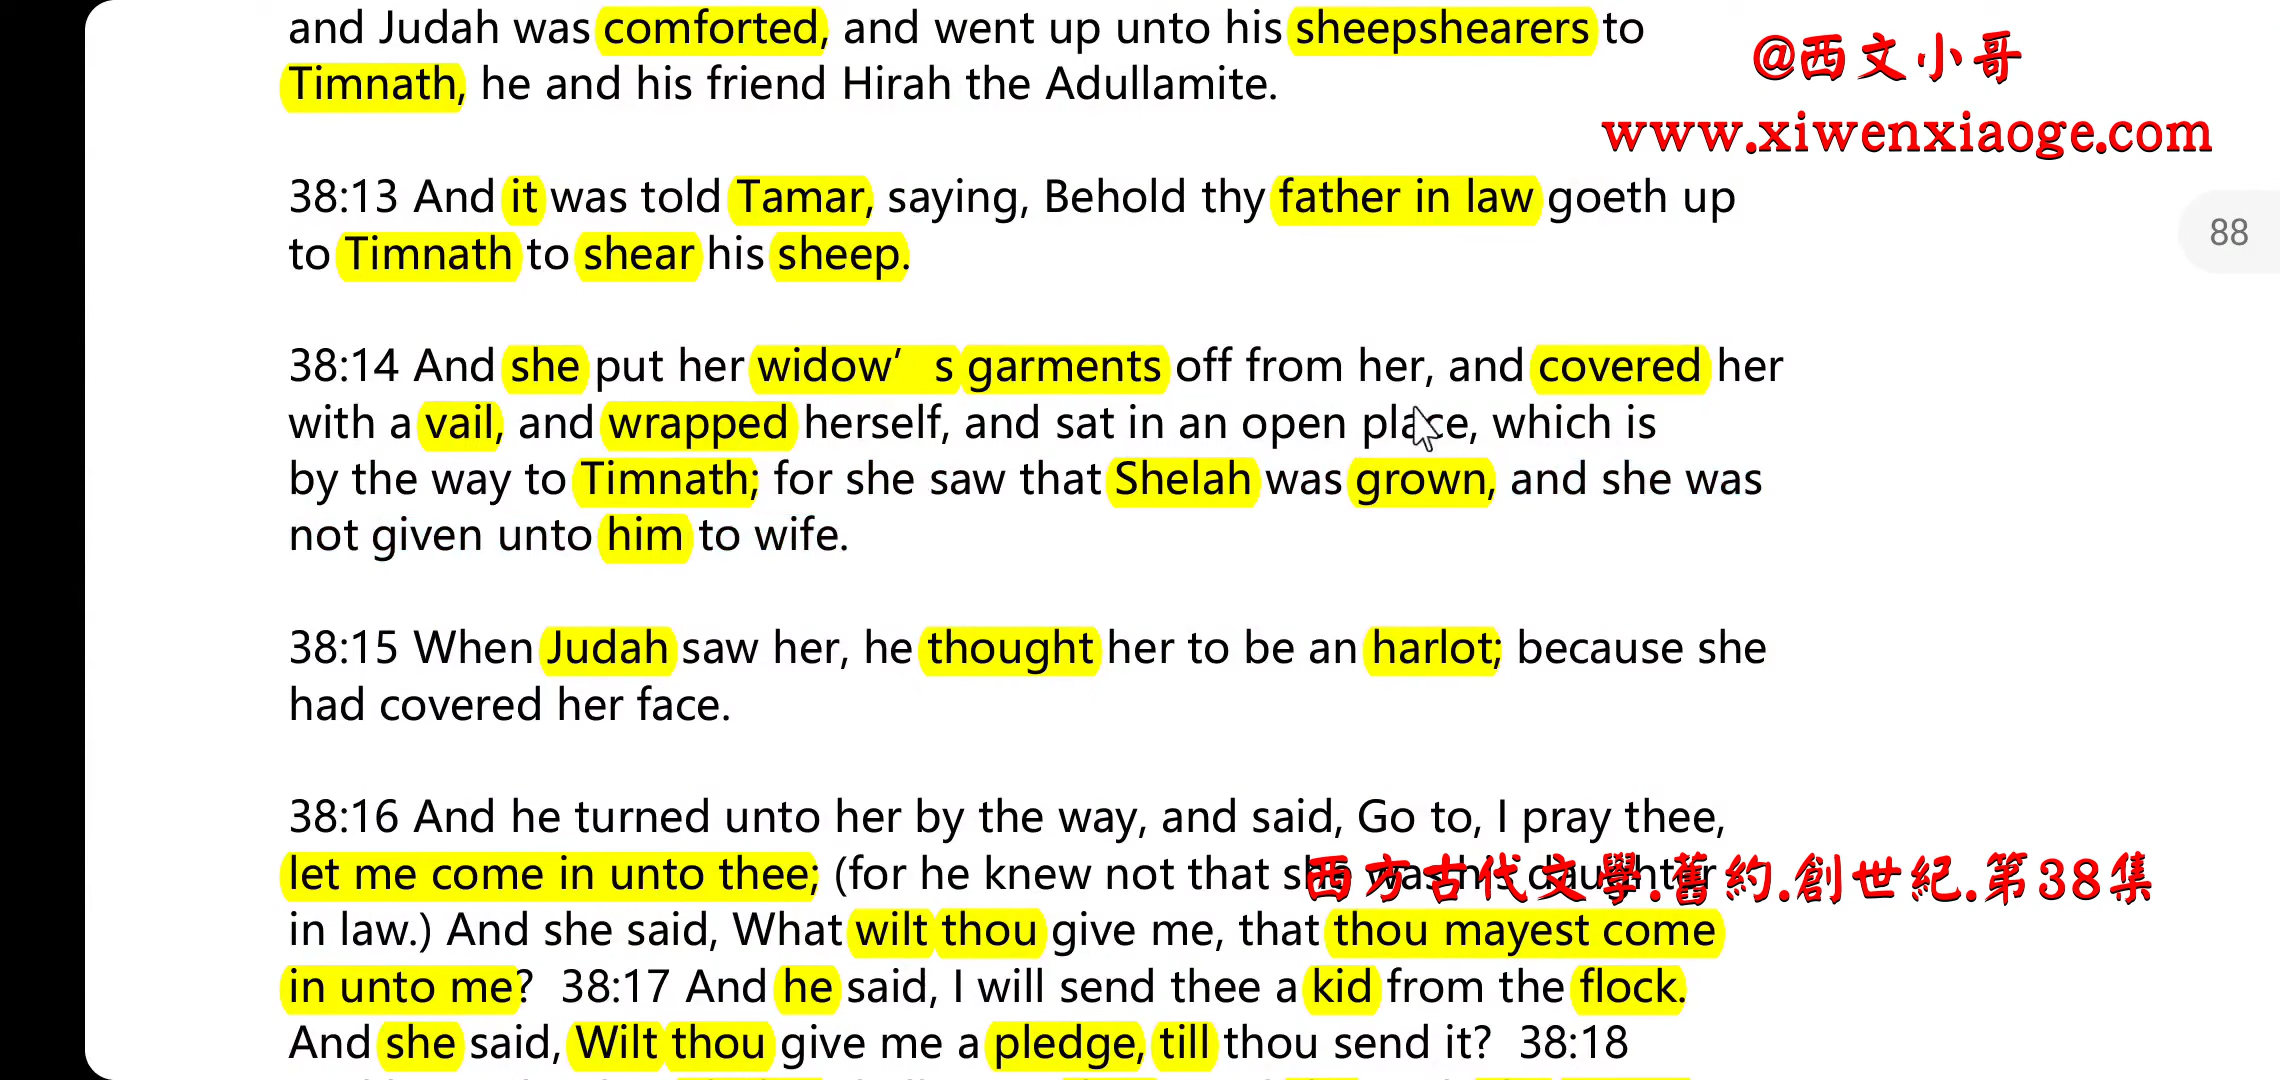 and Judah was comforted, and went up unto his sheepshearers to
Timnath, he and his friend Hirah the Adullamite.
@西文小哥
www.xiwenxiaoge.com
38:13 And it was told Tamar, saying, Behold thy father in law goeth up
to Timnath to shear his sheep.
88
38:14 And she put her widow’s garments off from her, and covered her
with a vail, and wrapped herself, and sat in an open place, which is
by the way to Timnath; for she saw that Shelah was grown, and she was
not given unto him to wife.
38:15 When Judah saw her, he thought her to be an harlot; because she
had covered her face.
38:16 And he turned unto her by the way, and said, Go to, I pray thee,
let me come in unto thee; (for he knew not that she was his daughter
西方古代文學.舊約.創世紀.第38集
in law.) And she said, What wilt thou give me, that thou mayest come
in unto me? 38:17 And he said, I will send thee a kid from the flock.
And she said, Wilt thou give me a pledge, till thou send it? 38:18